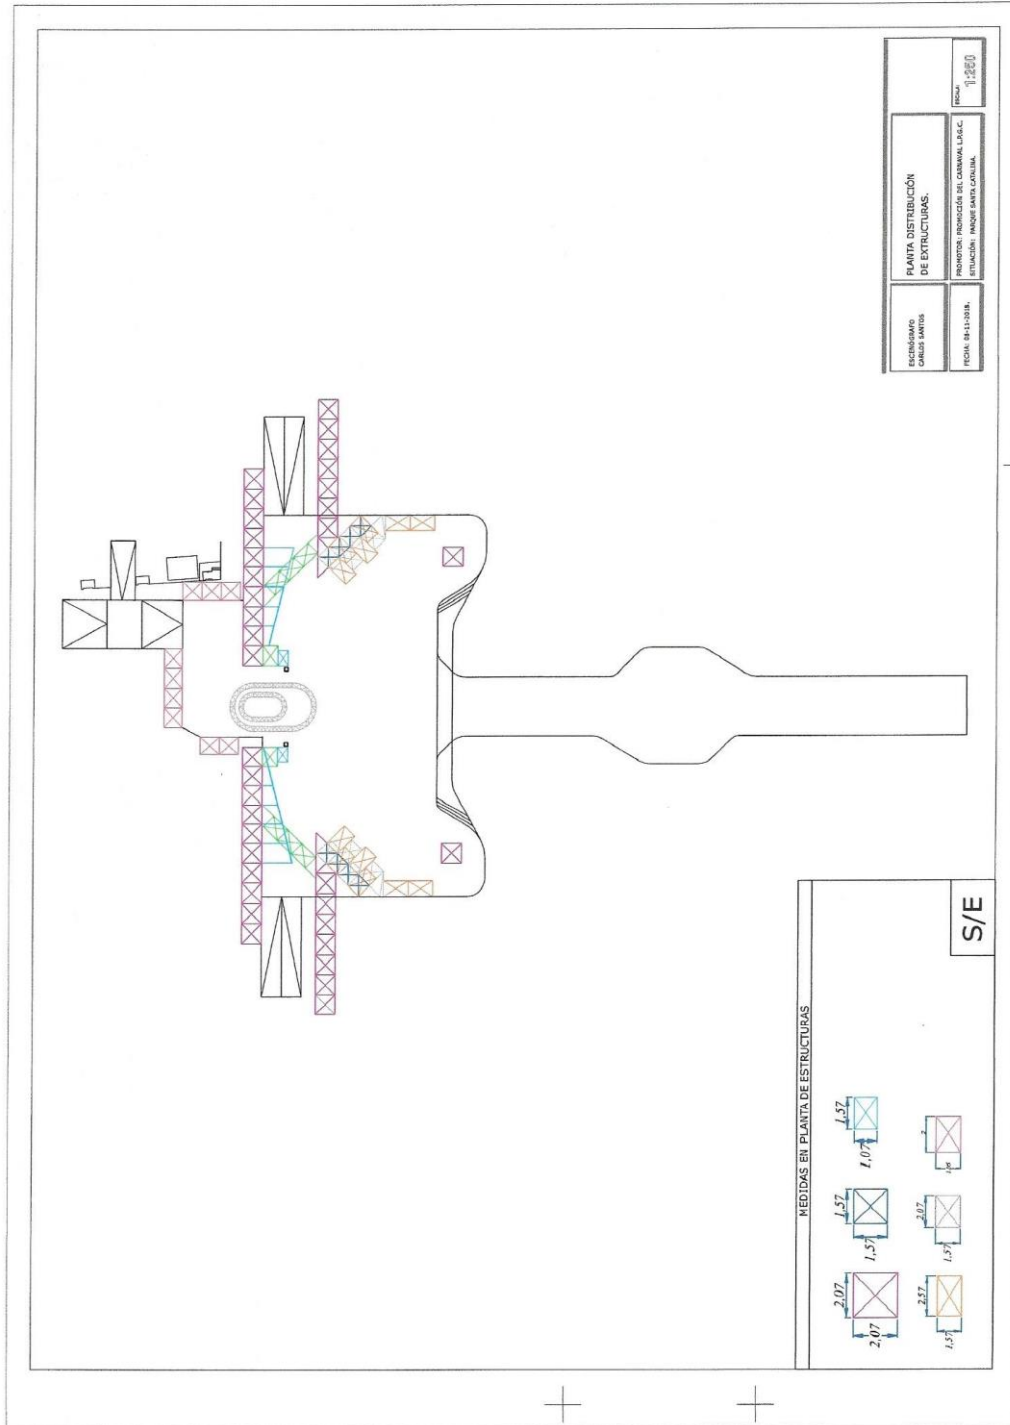 PLANTA DISTRIBUCIÓN
DE EXTRUCTURAS.
ESCENÓGRAFO
CARLOS SANTOS
FECHA: 08-11-2018.
PROMOTOR: PROMOCIÓN DEL CARNAVAL L.P.G.C.
SITUACIÓN: PARQUE SANTA CATALINA.
ESCALA:
1:250
MEDIDAS EN PLANTA DE ESTRUCTURAS
2,07
2,07
1,57
1,57
1,57
1,07
2,57
1,57
2,07
1,57
2
S/E